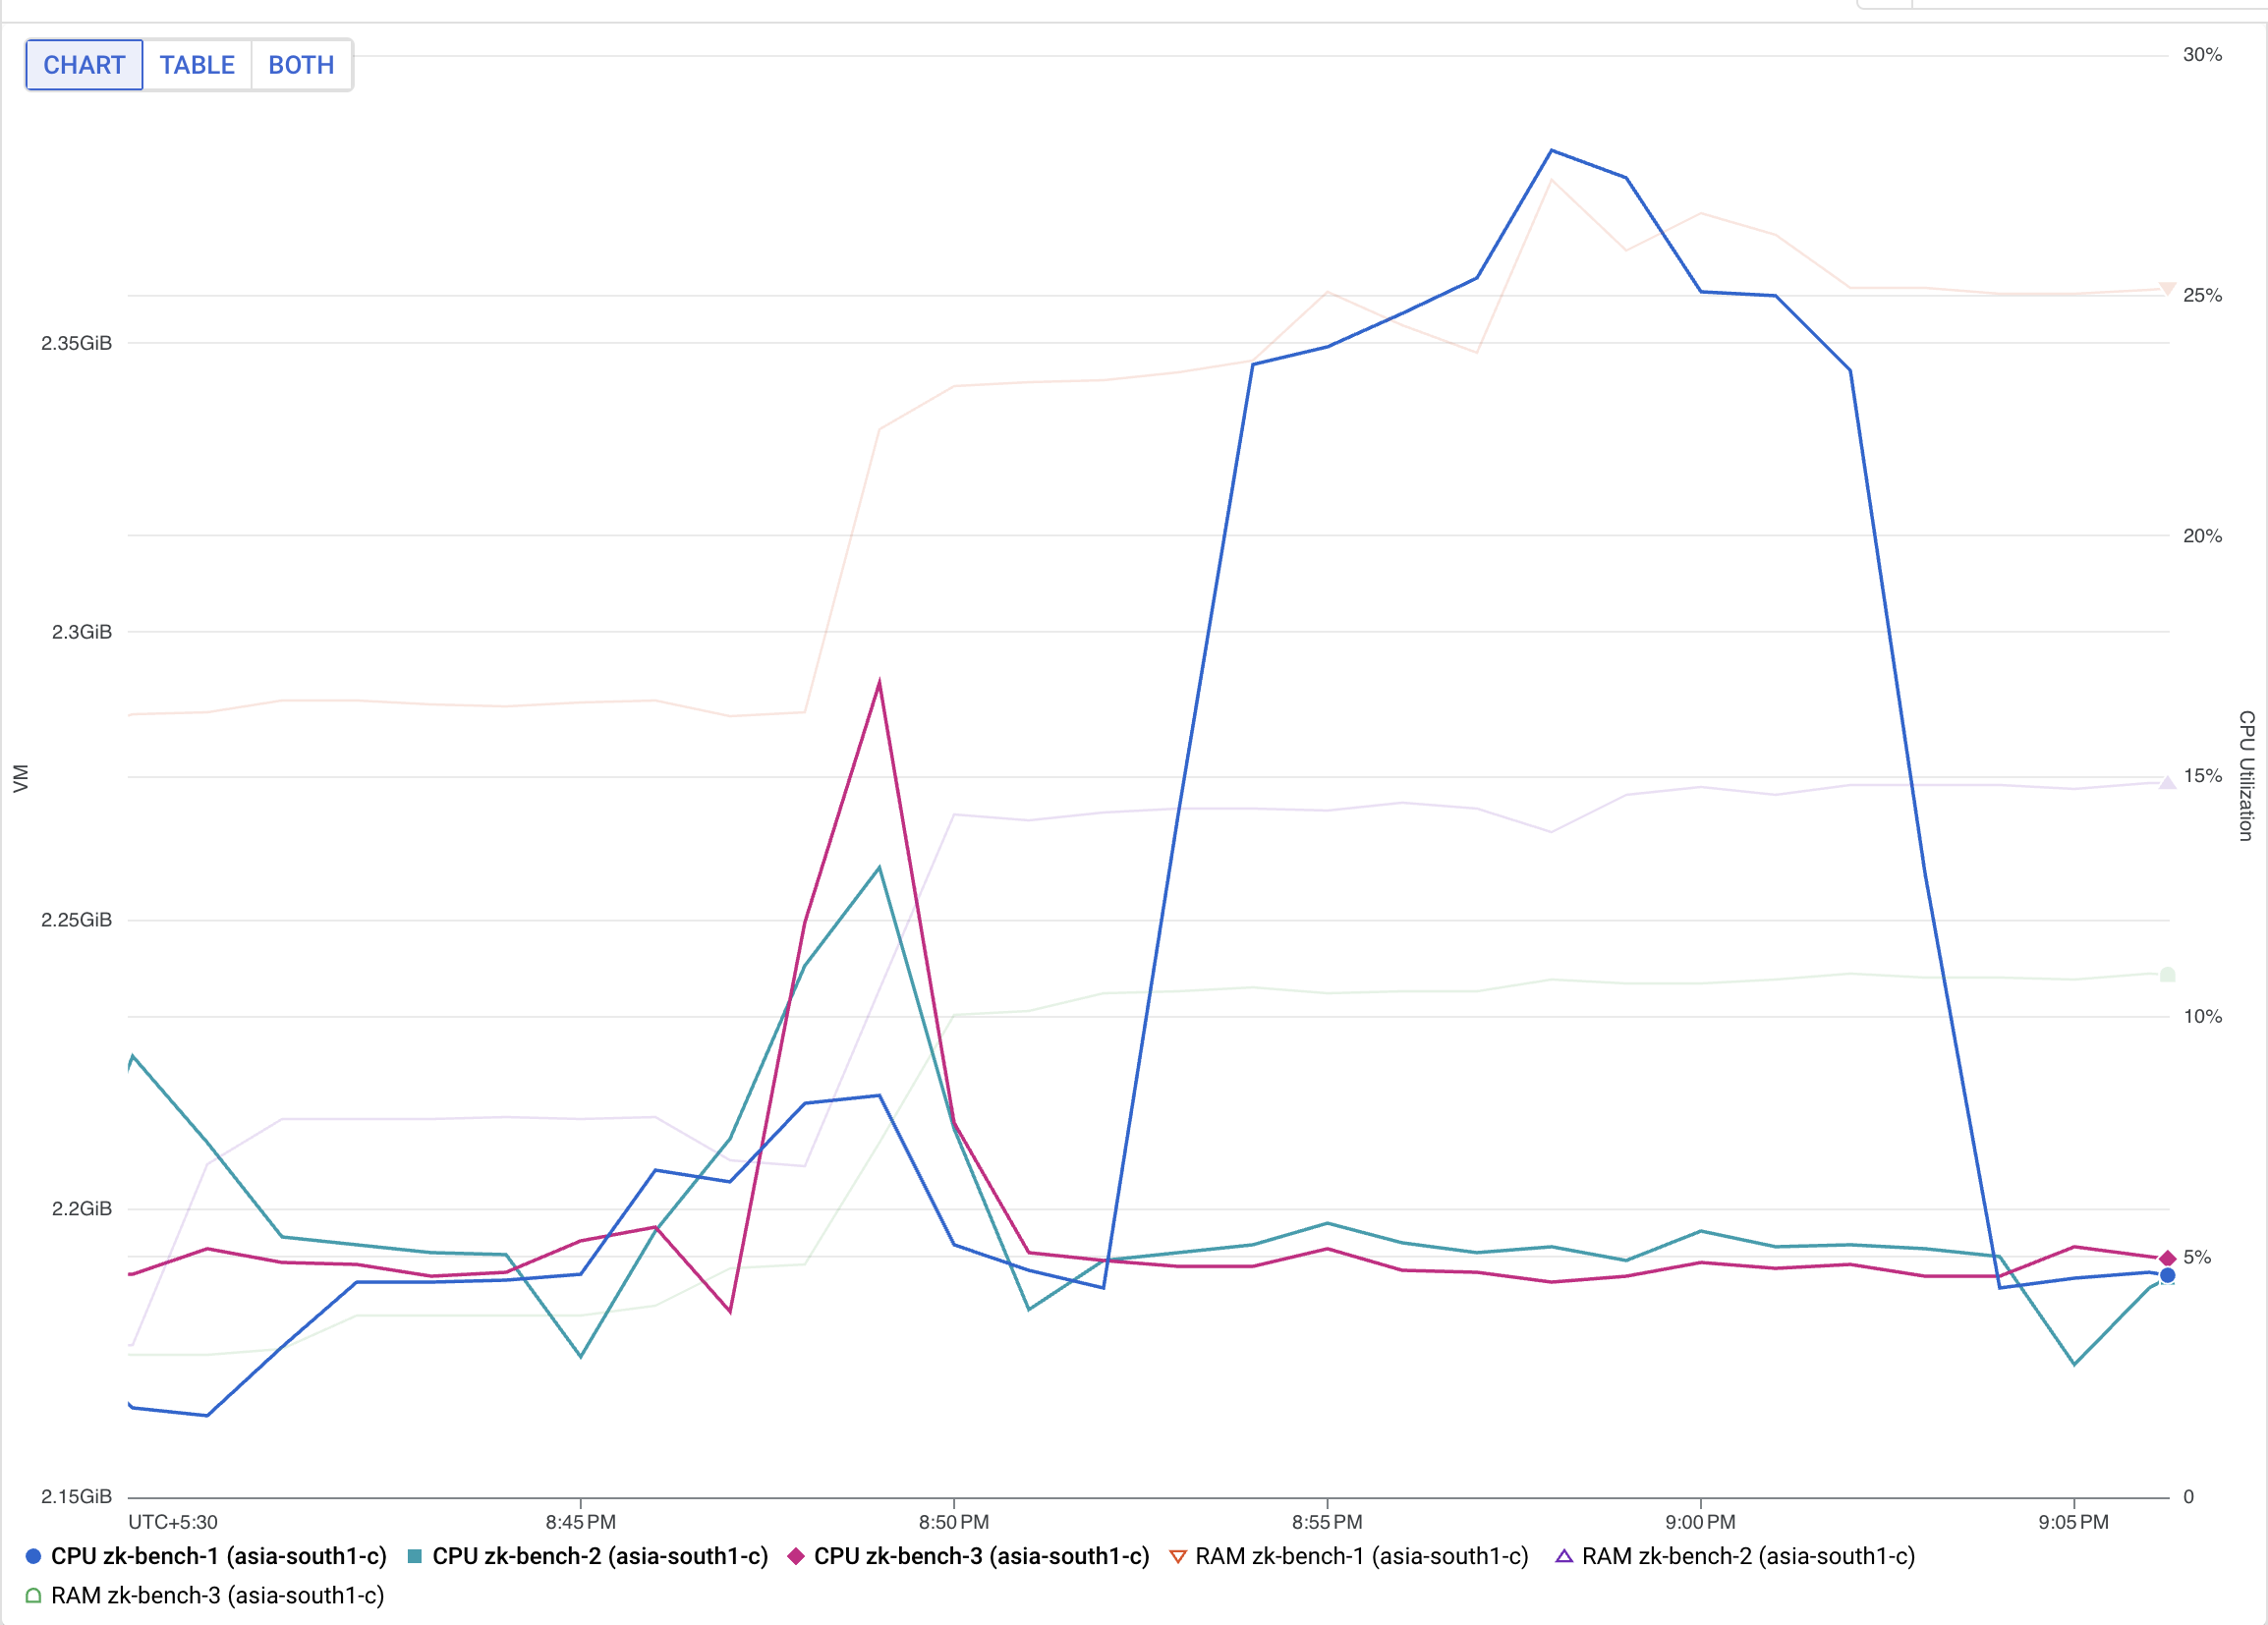 CHART TABLE BOTH
30%
25%
2.35GiB
20%
2.3GiB
15%
VM
CPU Utilization
2.25GiB
10%
2.2GiB
5%
2.15GiB
0
UTC+5:30 8:45 PM 8:50 PM 8:55 PM 9:00 PM 9:05 PM
CPU zk-bench-1 (asia-south1-c) CPU zk-bench-2 (asia-south1-c) CPU zk-bench-3 (asia-south1-c) RAM zk-bench-1 (asia-south1-c) RAM zk-bench-2 (asia-south1-c)
RAM zk-bench-3 (asia-south1-c)